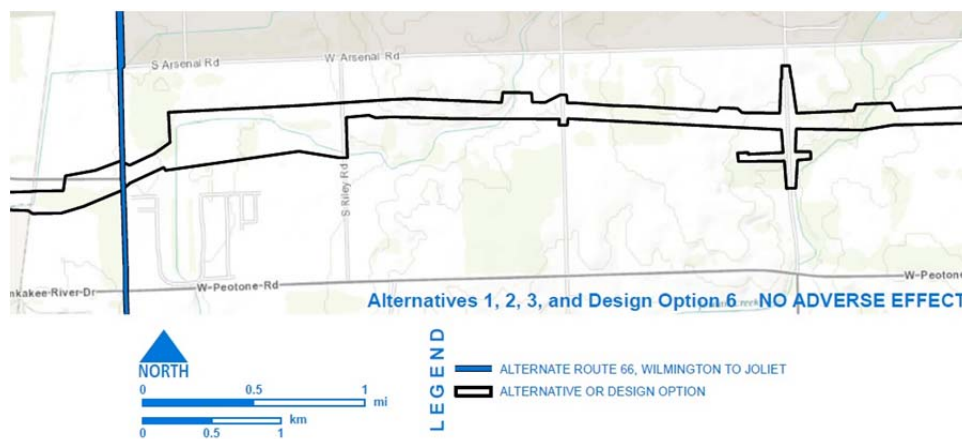 S Arsenal Rd
W Arsenal Rd
S Riley Rd
nkakee River Dr
W-Peotone-Rd
W-Peotone
Alternatives 1, 2, 3, and Design Option 6 NO ADVERSE EFFECT
NORTH
0 0.5 1
mi
km
0 0.5 1
LEGEND
ALTERNATE ROUTE 66, WILMINGTON TO JOLIET
ALTERNATIVE OR DESIGN OPTION